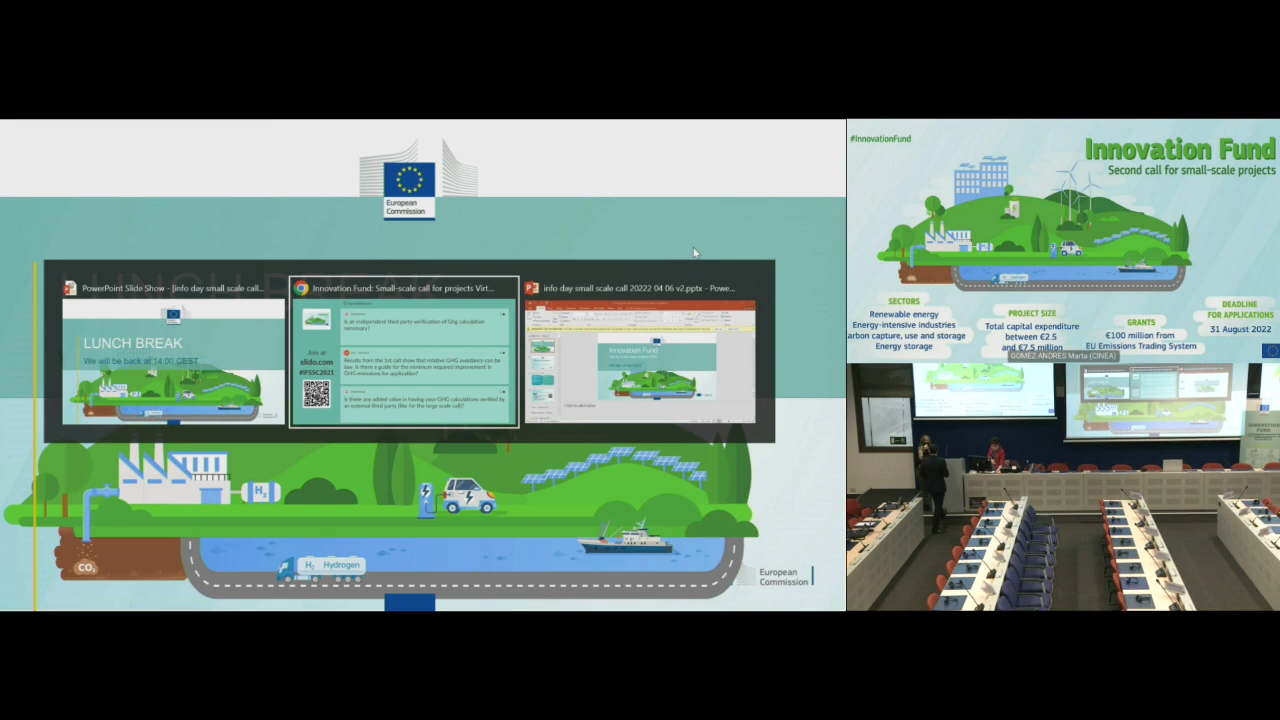 European
Commission
PowerPoint Slide Show - [info day small scale call...
LUNCH BREAK
We will be back at 14:00 CEST
Innovation Fund: Small-scale call for projects Virt...
Is an independent third party verification of Ghg calculation
necessary?
Join at
slido.com
#IFSSC2021
Results from the 1st call show that relative GHG avoidance can be
low. Is there a guide for the minimum required improvement in
GHG emissions for application?
Is there any added value in having your GHG calculations verified by
an external third party (like for the large scale call)?
info day small scale call 20222 04 06 v2.pptx - Powe...
Innovation Fund
H₂
CO₂
H₂ Hydrogen
European
Commission
#InnovationFund
Innovation Fund
Second call for small-scale projects
SECTORS
Renewable energy
Energy-intensive industries
arbon capture, use and storage
Energy storage
PROJECT SIZE
Total capital expenditure
between €2.5
and €7.5 million
GRANTS
€100 million from
EU Emissions Trading System
DEADLINE
FOR APPLICATIONS
31 August 2022
GOMEZ ANDRES Marta (CINEA)
INNOVATION
FUND